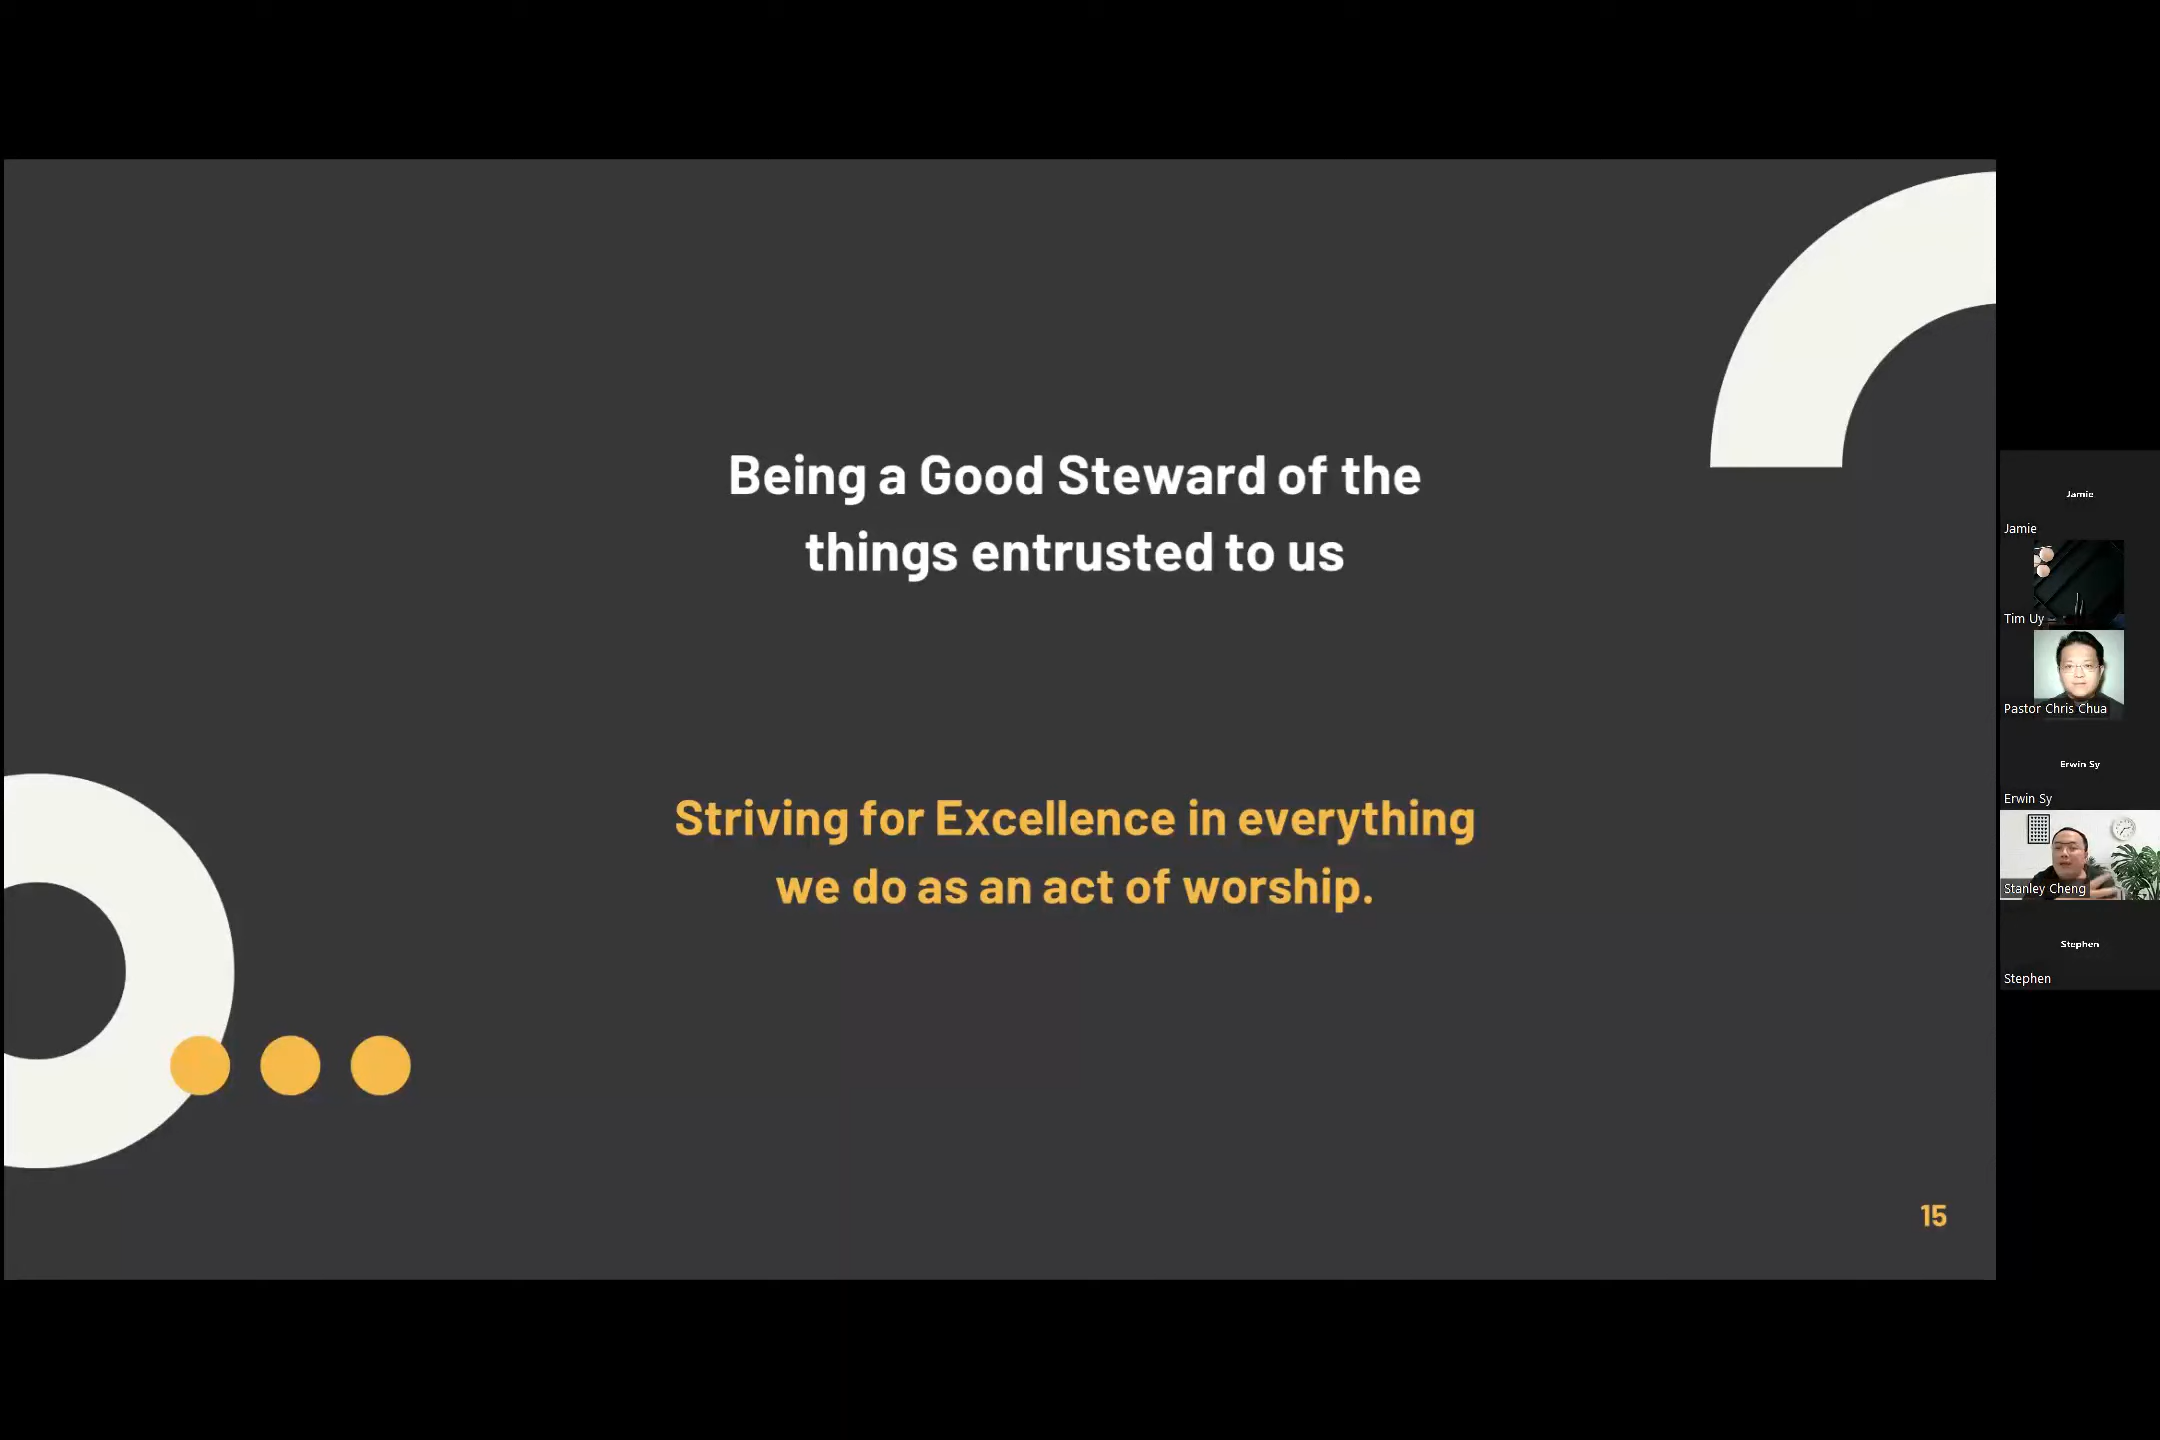 Being a Good Steward of the
things entrusted to us
Striving for Excellence in everything
we do as an act of worship.
15
Jamie
Jamie
Tim Uy
Pastor Chris Chua
Erwin Sy
Erwin Sy
Stanley Cheng
Stephen
Stephen